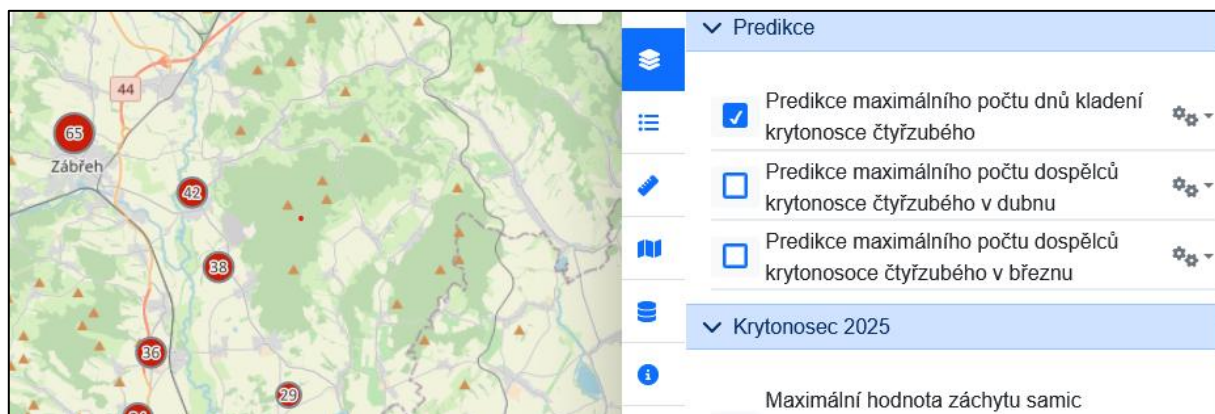 44
65
Zábřeh
42
38
36
29
Predikce
Predikce maximálního počtu dnů kladení
krytonosce čtyřzubého
Predikce maximálního počtu dospělců
krytonosce čtyřzubého v dubnu
Predikce maximálního počtu dospělců
krytonosoce čtyřzubého v březnu
Krytonosec 2025
Maximální hodnota záchytu samic